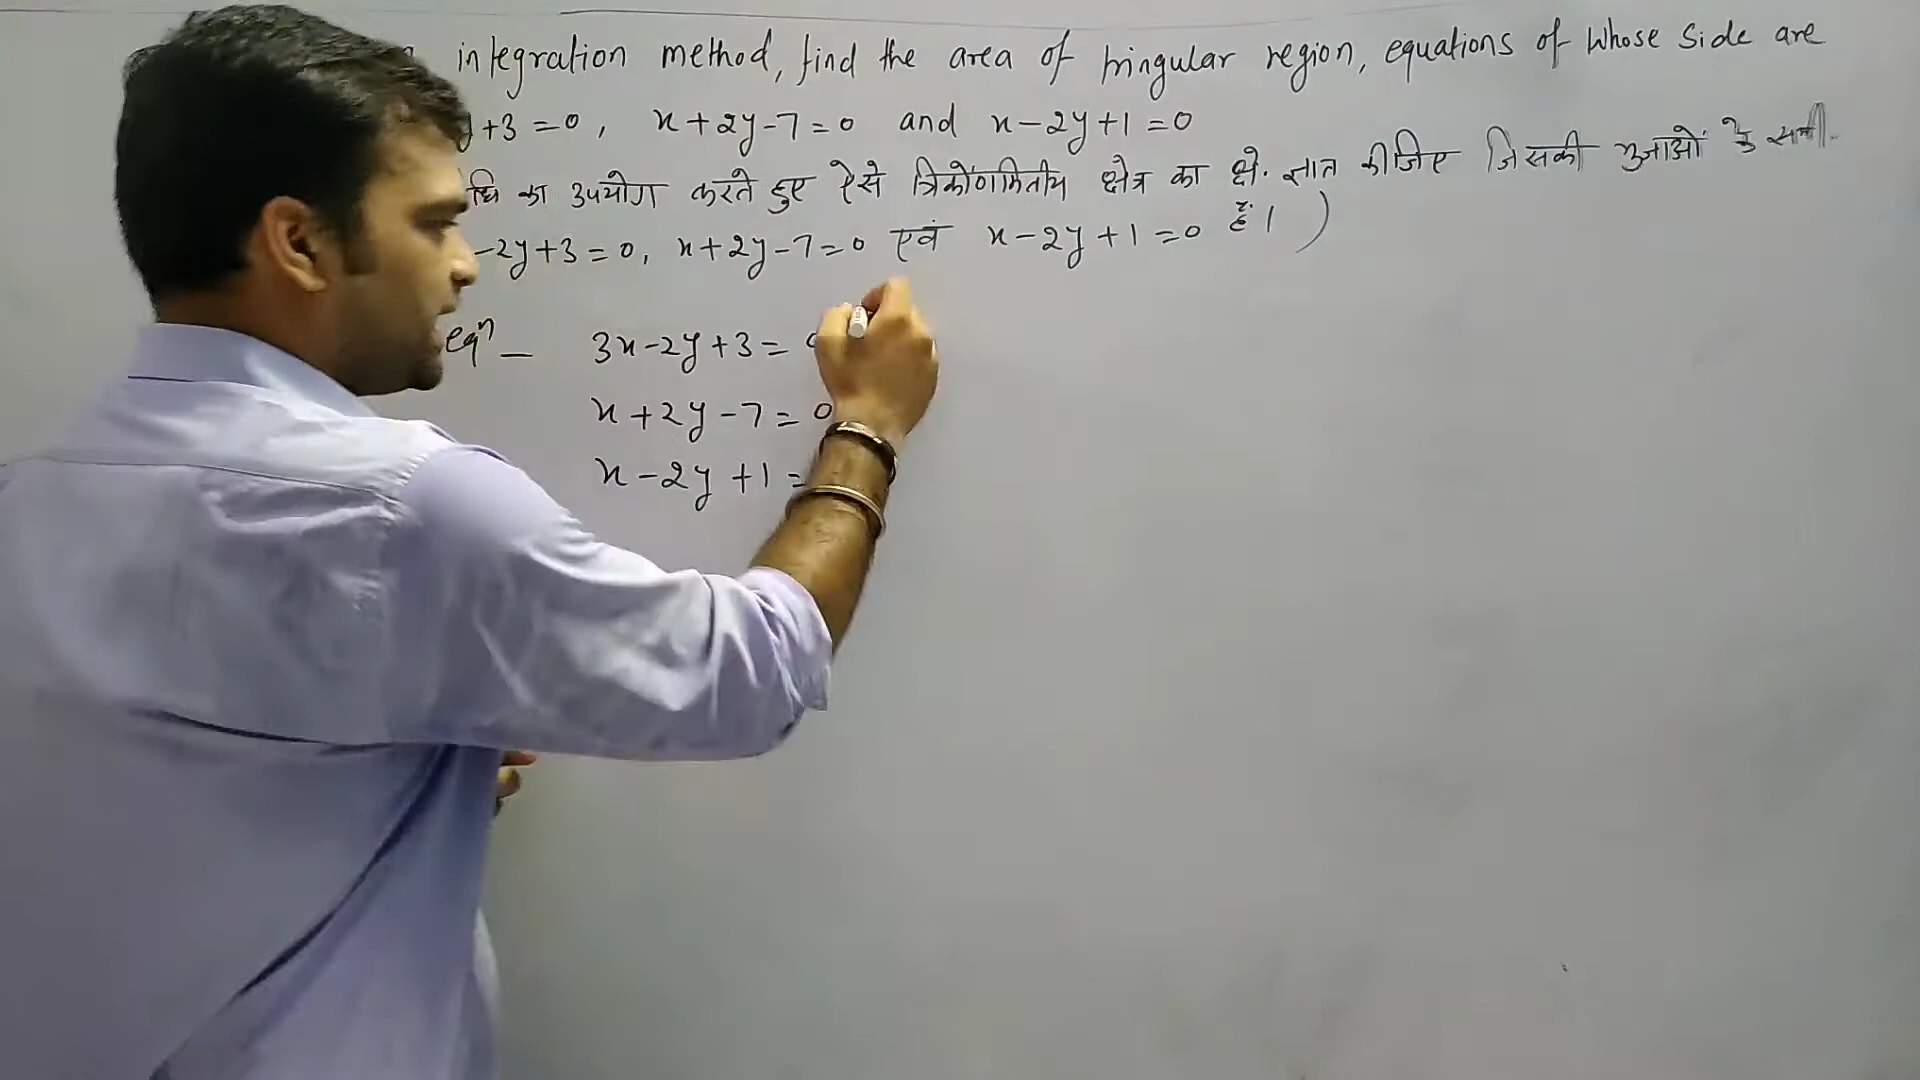 integration method, find the area of tringular region, equations of whose side are
y+3=0, x+2y-7=0 and x-2y+1=0
धि का उपयोग करते हुए ऐसे त्रिकोणमितीय क्षेत्र का क्षे. ज्ञात कीजिए जिसकी भुजाओं के समी.
-2y+3=0, x+2y-7=0 एवं x-2y+1=0 हैं। )
eqⁿ - 3x-2y+3=0
x+2y-7=0
x-2y+1=